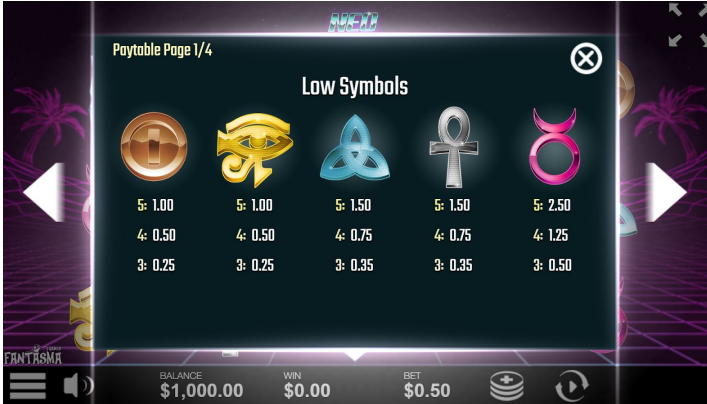 NEO
Paytable Page 1/4
Low Symbols
5: 1.00 5: 1.00 5: 1.50 5: 1.50 5: 2.50
4: 0.50 4: 0.50 4: 0.75 4: 0.75 4: 1.25
3: 0.25 3: 0.25 3: 0.35 3: 0.35 3: 0.50
FANTASMA
BALANCE WIN BET
$1,000.00 $0.00 $0.50